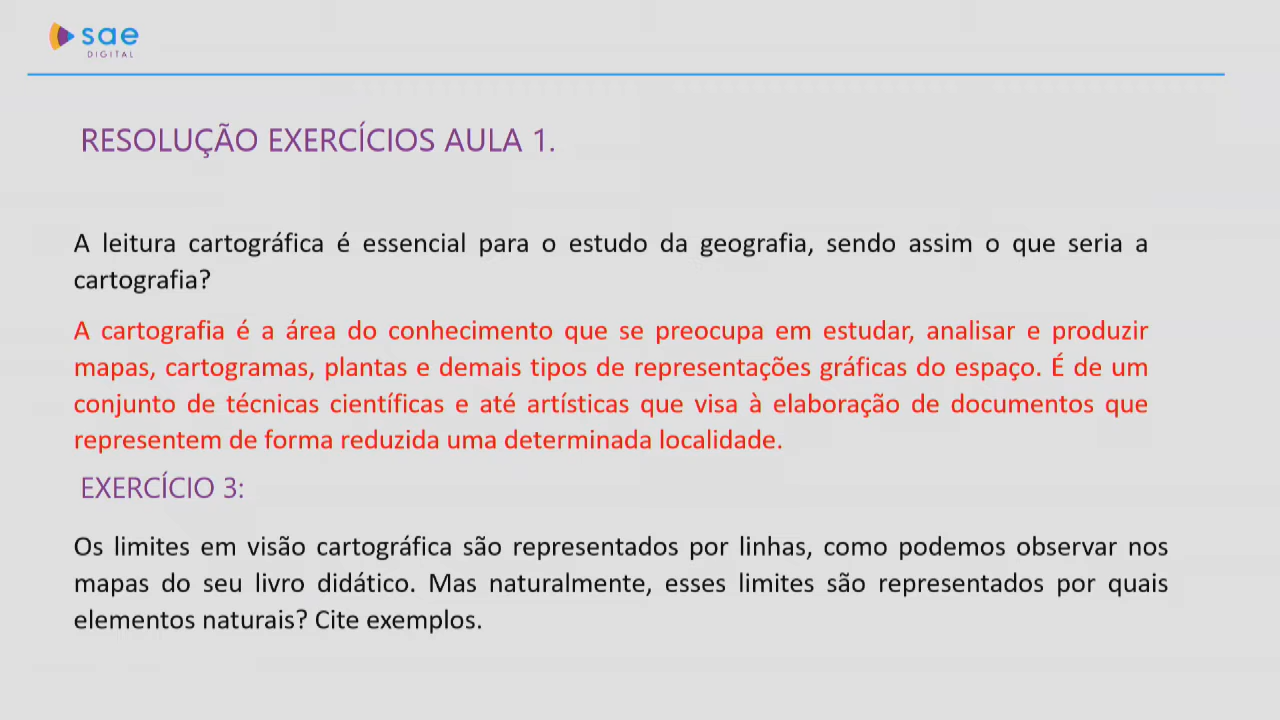 sae
DIGITAL
RESOLUÇÃO EXERCÍCIOS AULA 1.
A leitura cartográfica é essencial para o estudo da geografia, sendo assim o que seria a
cartografia?
A cartografia é a área do conhecimento que se preocupa em estudar, analisar e produzir
mapas, cartogramas, plantas e demais tipos de representações gráficas do espaço. É de um
conjunto de técnicas científicas e até artísticas que visa à elaboração de documentos que
representem de forma reduzida uma determinada localidade.
EXERCÍCIO 3:
Os limites em visão cartográfica são representados por linhas, como podemos observar nos
mapas do seu livro didático. Mas naturalmente, esses limites são representados por quais
elementos naturais? Cite exemplos.